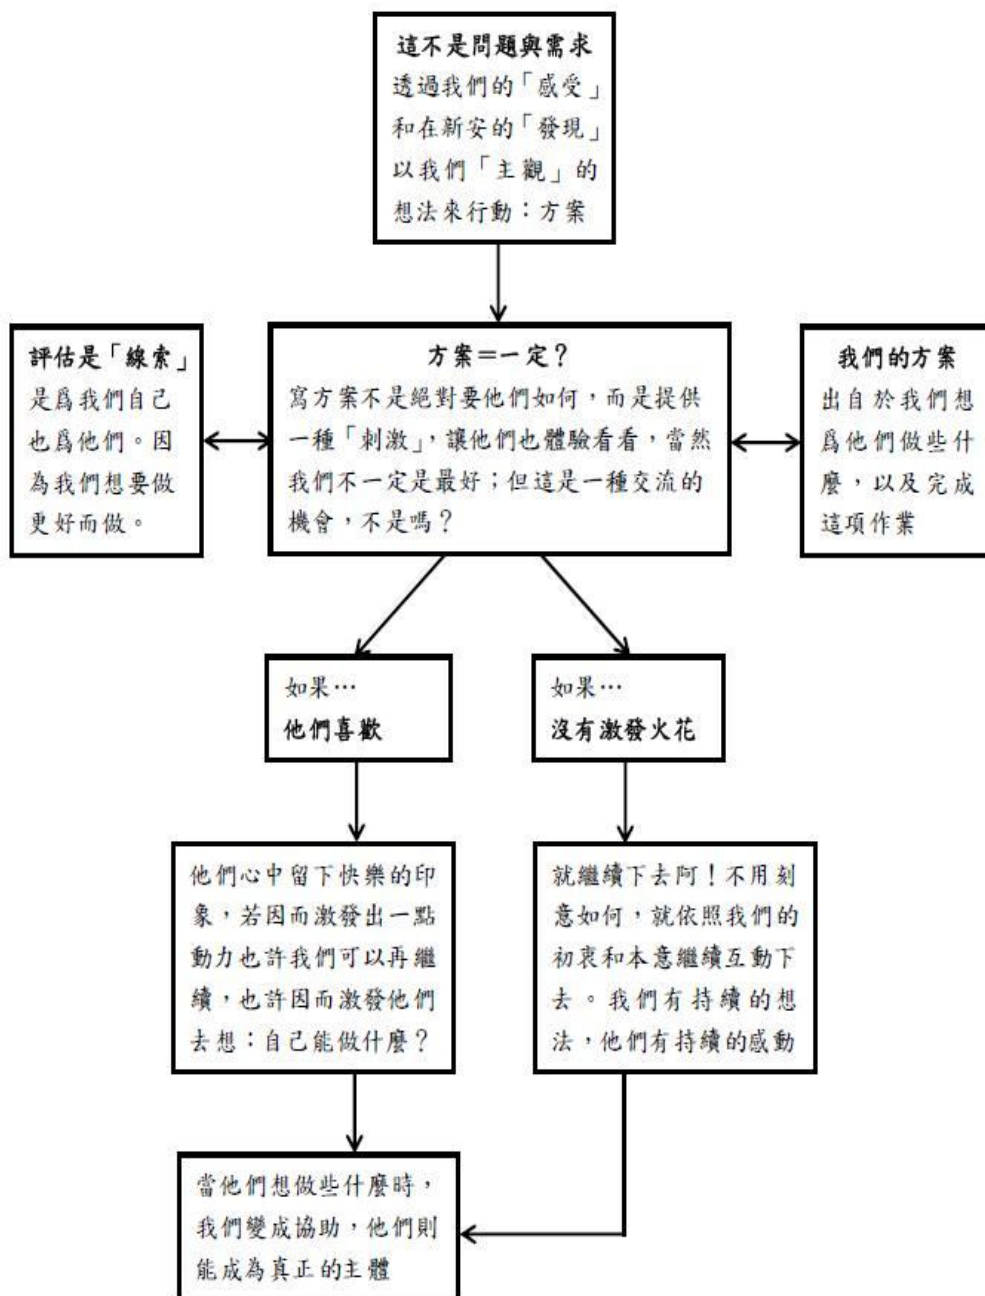 這不是問題與需求
透過我們的「感受」
和在新安的「發現」
以我們「主觀」的
想法來行動：方案
評估是「線索」
是爲我們自己
也爲他們。因
為我們想要做
更好而做。
方案＝一定？
寫方案不是絕對要他們如何，而是提供
一種「刺激」，讓他們也體驗看看，當然
我們不一定是最好；但這是一種交流的
機會，不是嗎？
我們的方案
出自於我們想
爲他們做些什
麼，以及完成
這項作業
如果…
他們喜歡
如果…
沒有激發火花
他們心中留下快樂的印
象，若因而激發出一點
動力也許我們可以再繼
續，也許因而激發他們
去想：自己能做什麼？
就繼續下去阿！不用刻
意如何，就依照我們的
初衷和本意繼續互動下
去。我們有持續的想
法，他們有持續的感動
當他們想做些什麼時，
我們變成協助，他們則
能成為真正的主體